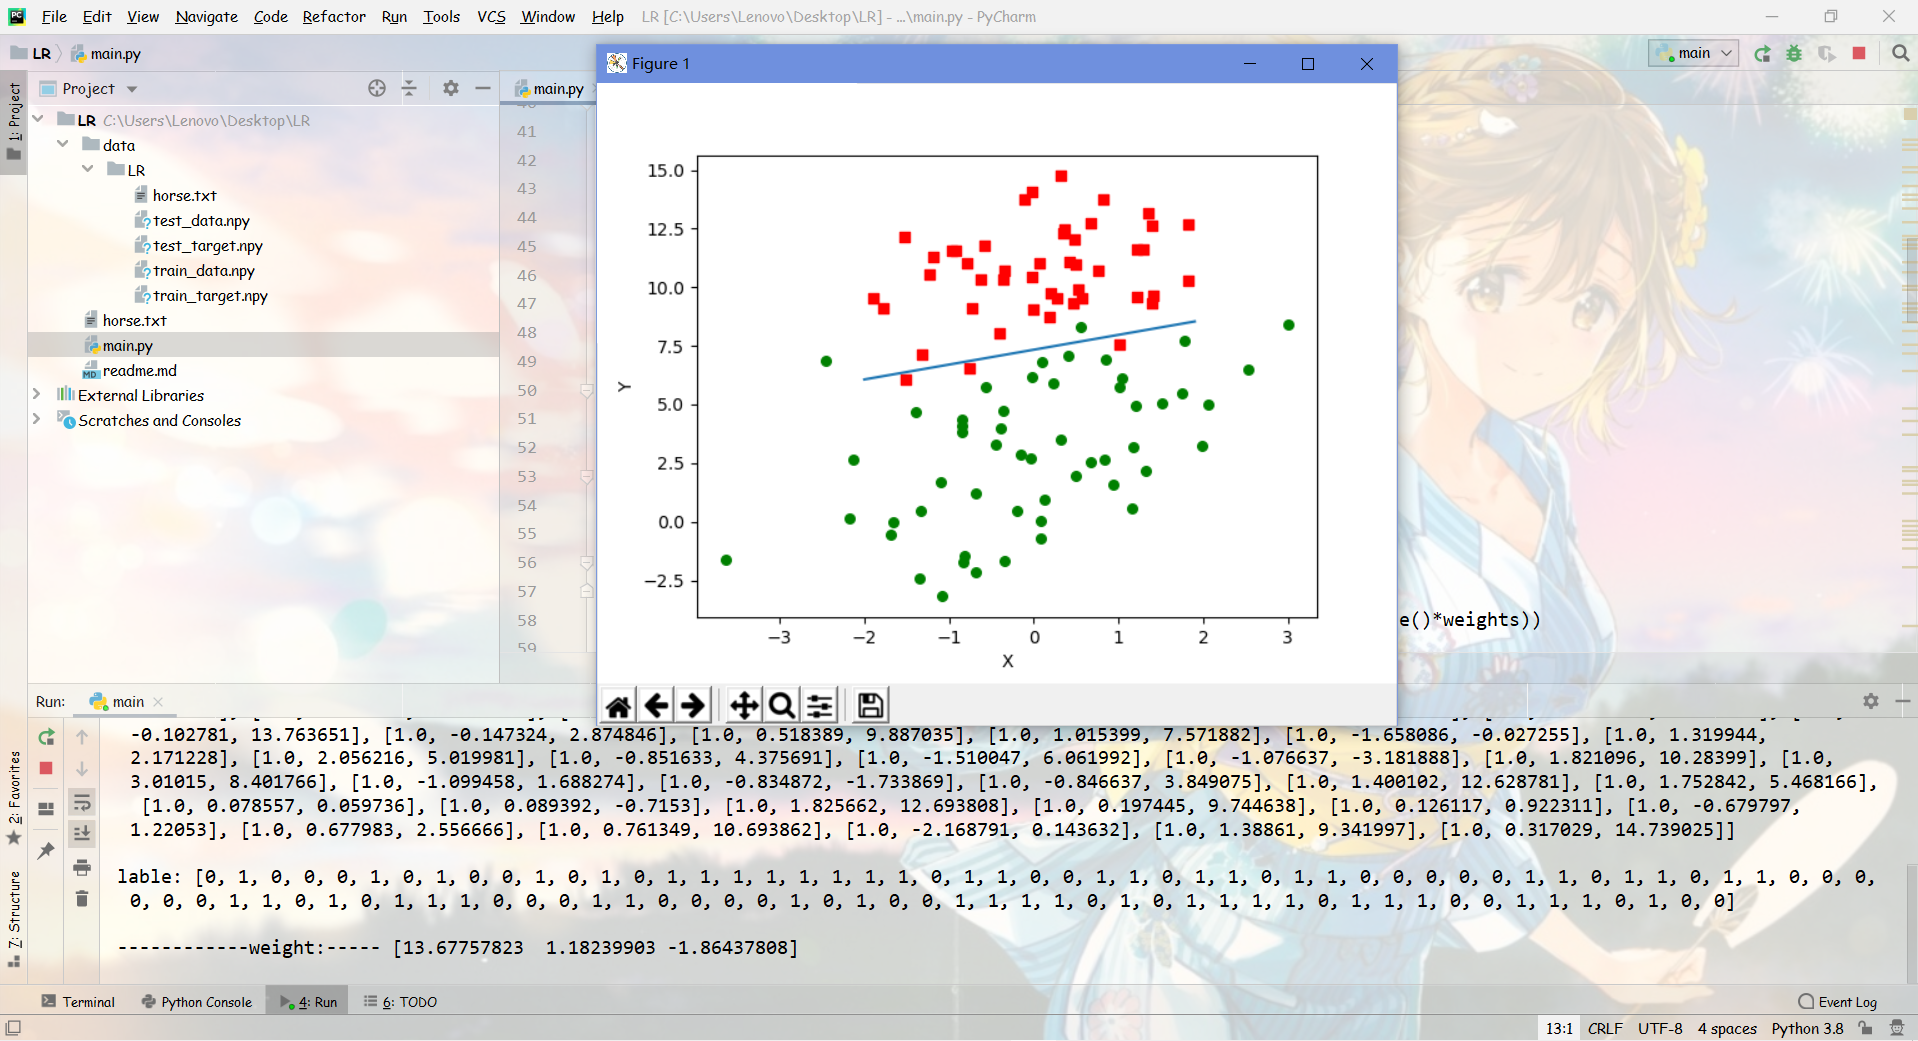 File Edit View Navigate Code Refactor Run Tools VCS Window Help LR [C:\Users\Lenovo\Desktop\LR] - ...\main.py - PyCharm
LR main.py
main
Figure 1
1: Project
Project
main.py
LR C:\Users\Lenovo\Desktop\LR
data
LR
horse.txt
test_data.npy
test_target.npy
train_data.npy
train_target.npy
horse.txt
main.py
readme.md
External Libraries
Scratches and Consoles
41
42
43
44
45
46
47
48
49
50
51
52
53
54
55
56
57
58
59
15.0
12.5
10.0
7.5
5.0
2.5
0.0
−2.5
Y
−3 −2 −1 0 1 2 3
X
e()*weights))
Run: main
-0.102781, 13.763651], [1.0, -0.147324, 2.874846], [1.0, 0.518389, 9.887035], [1.0, 1.015399, 7.571882], [1.0, -1.658086, -0.027255], [1.0, 1.319944,
2.171228], [1.0, 2.056216, 5.019981], [1.0, -0.851633, 4.375691], [1.0, -1.510047, 6.061992], [1.0, -1.076637, -3.181888], [1.0, 1.821096, 10.28399], [1.0,
3.01015, 8.401766], [1.0, -1.099458, 1.688274], [1.0, -0.834872, -1.733869], [1.0, -0.846637, 3.849075], [1.0, 1.400102, 12.628781], [1.0, 1.752842, 5.468166],
[1.0, 0.078557, 0.059736], [1.0, 0.089392, -0.7153], [1.0, 1.825662, 12.693808], [1.0, 0.197445, 9.744638], [1.0, 0.126117, 0.922311], [1.0, -0.679797,
1.22053], [1.0, 0.677983, 2.556666], [1.0, 0.761349, 10.693862], [1.0, -2.168791, 0.143632], [1.0, 1.38861, 9.341997], [1.0, 0.317029, 14.739025]]
lable: [0, 1, 0, 0, 0, 1, 0, 1, 0, 0, 1, 0, 1, 0, 1, 1, 1, 1, 1, 1, 1, 1, 0, 1, 1, 0, 0, 1, 1, 0, 1, 1, 0, 1, 1, 0, 0, 0, 0, 0, 1, 1, 0, 1, 1, 0, 1, 1, 0, 0, 0,
0, 0, 0, 1, 1, 0, 1, 0, 1, 1, 1, 0, 0, 0, 1, 1, 0, 0, 0, 0, 1, 0, 1, 0, 0, 1, 1, 1, 1, 0, 1, 0, 1, 1, 1, 1, 0, 1, 1, 1, 0, 0, 1, 1, 1, 0, 1, 0, 0]
------------weight:----- [13.67757823 1.18239903 -1.86437808]
2: Favorites
7: Structure
Terminal Python Console 4: Run 6: TODO Event Log
13:1 CRLF UTF-8 4 spaces Python 3.8